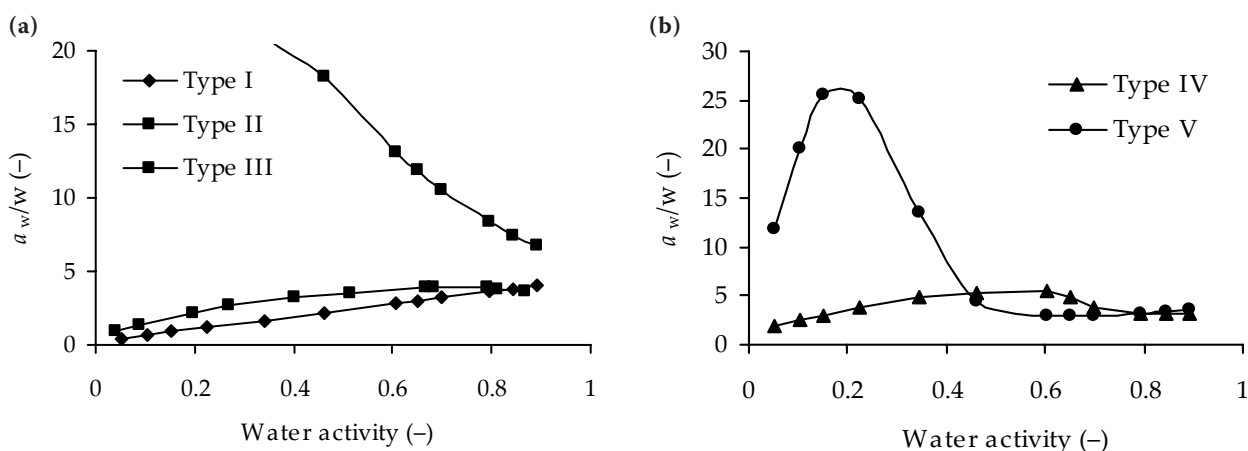 (a)
20
15
10
5
0
a w/w (–)
Type I
Type II
Type III
0 0.2 0.4 0.6 0.8 1
Water activity (–)
(b)
30
25
20
15
10
5
0
a w/w (–)
Type IV
Type V
0 0.2 0.4 0.6 0.8 1
Water activity (–)